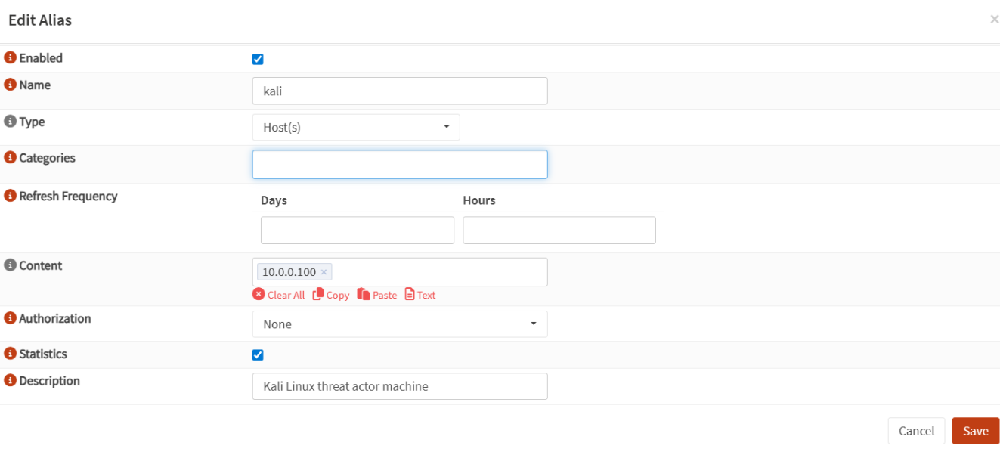 Edit Alias ×
Enabled
Name kali
Type Host(s)
Categories
Refresh Frequency Days Hours
Content 10.0.0.100 ×
Clear All Copy Paste Text
Authorization None
Statistics
Description Kali Linux threat actor machine
Cancel Save